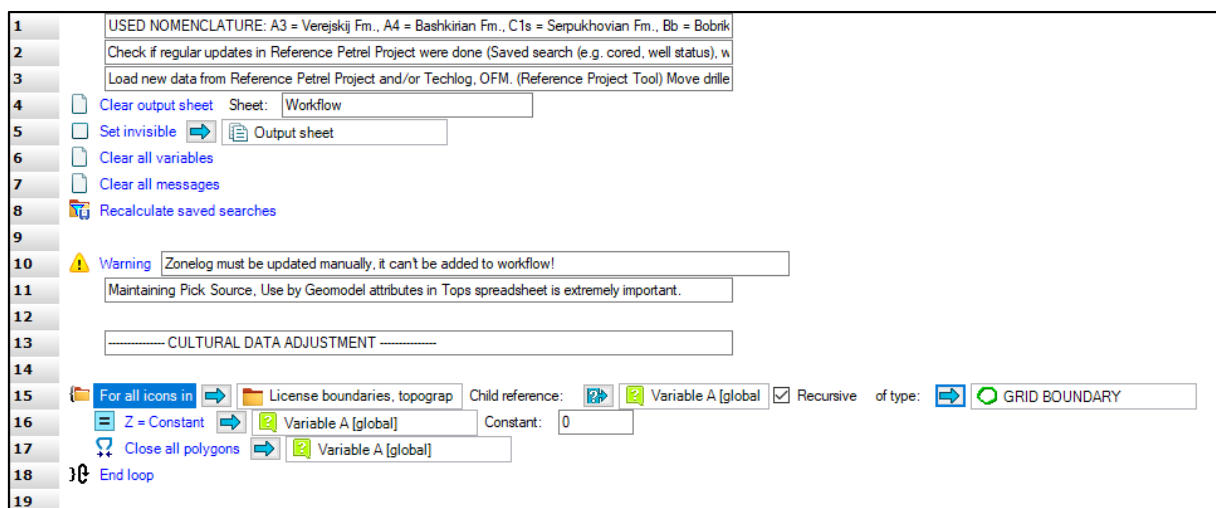 1 USED NOMENCLATURE: A3 = Verejskij Fm., A4 = Bashkirian Fm., C1s = Serpukhovian Fm., Bb = Bobrik
2 Check if regular updates in Reference Petrel Project were done (Saved search (e.g. cored, well status), w
3 Load new data from Reference Petrel Project and/or Techlog, OFM. (Reference Project Tool) Move drille
4 Clear output sheet Sheet: Workflow
5 Set invisible Output sheet
6 Clear all variables
7 Clear all messages
8 Recalculate saved searches
9
10 Warning Zonelog must be updated manually, it can't be added to workflow!
11 Maintaining Pick Source, Use by Geomodel attributes in Tops spreadsheet is extremely important.
12
13 --------------- CULTURAL DATA ADJUSTMENT ---------------
14
15 For all icons in License boundaries, topograp Child reference: Variable A [global Recursive of type: GRID BOUNDARY
16 Z = Constant Variable A [global] Constant: 0
17 Close all polygons Variable A [global]
18 End loop
19